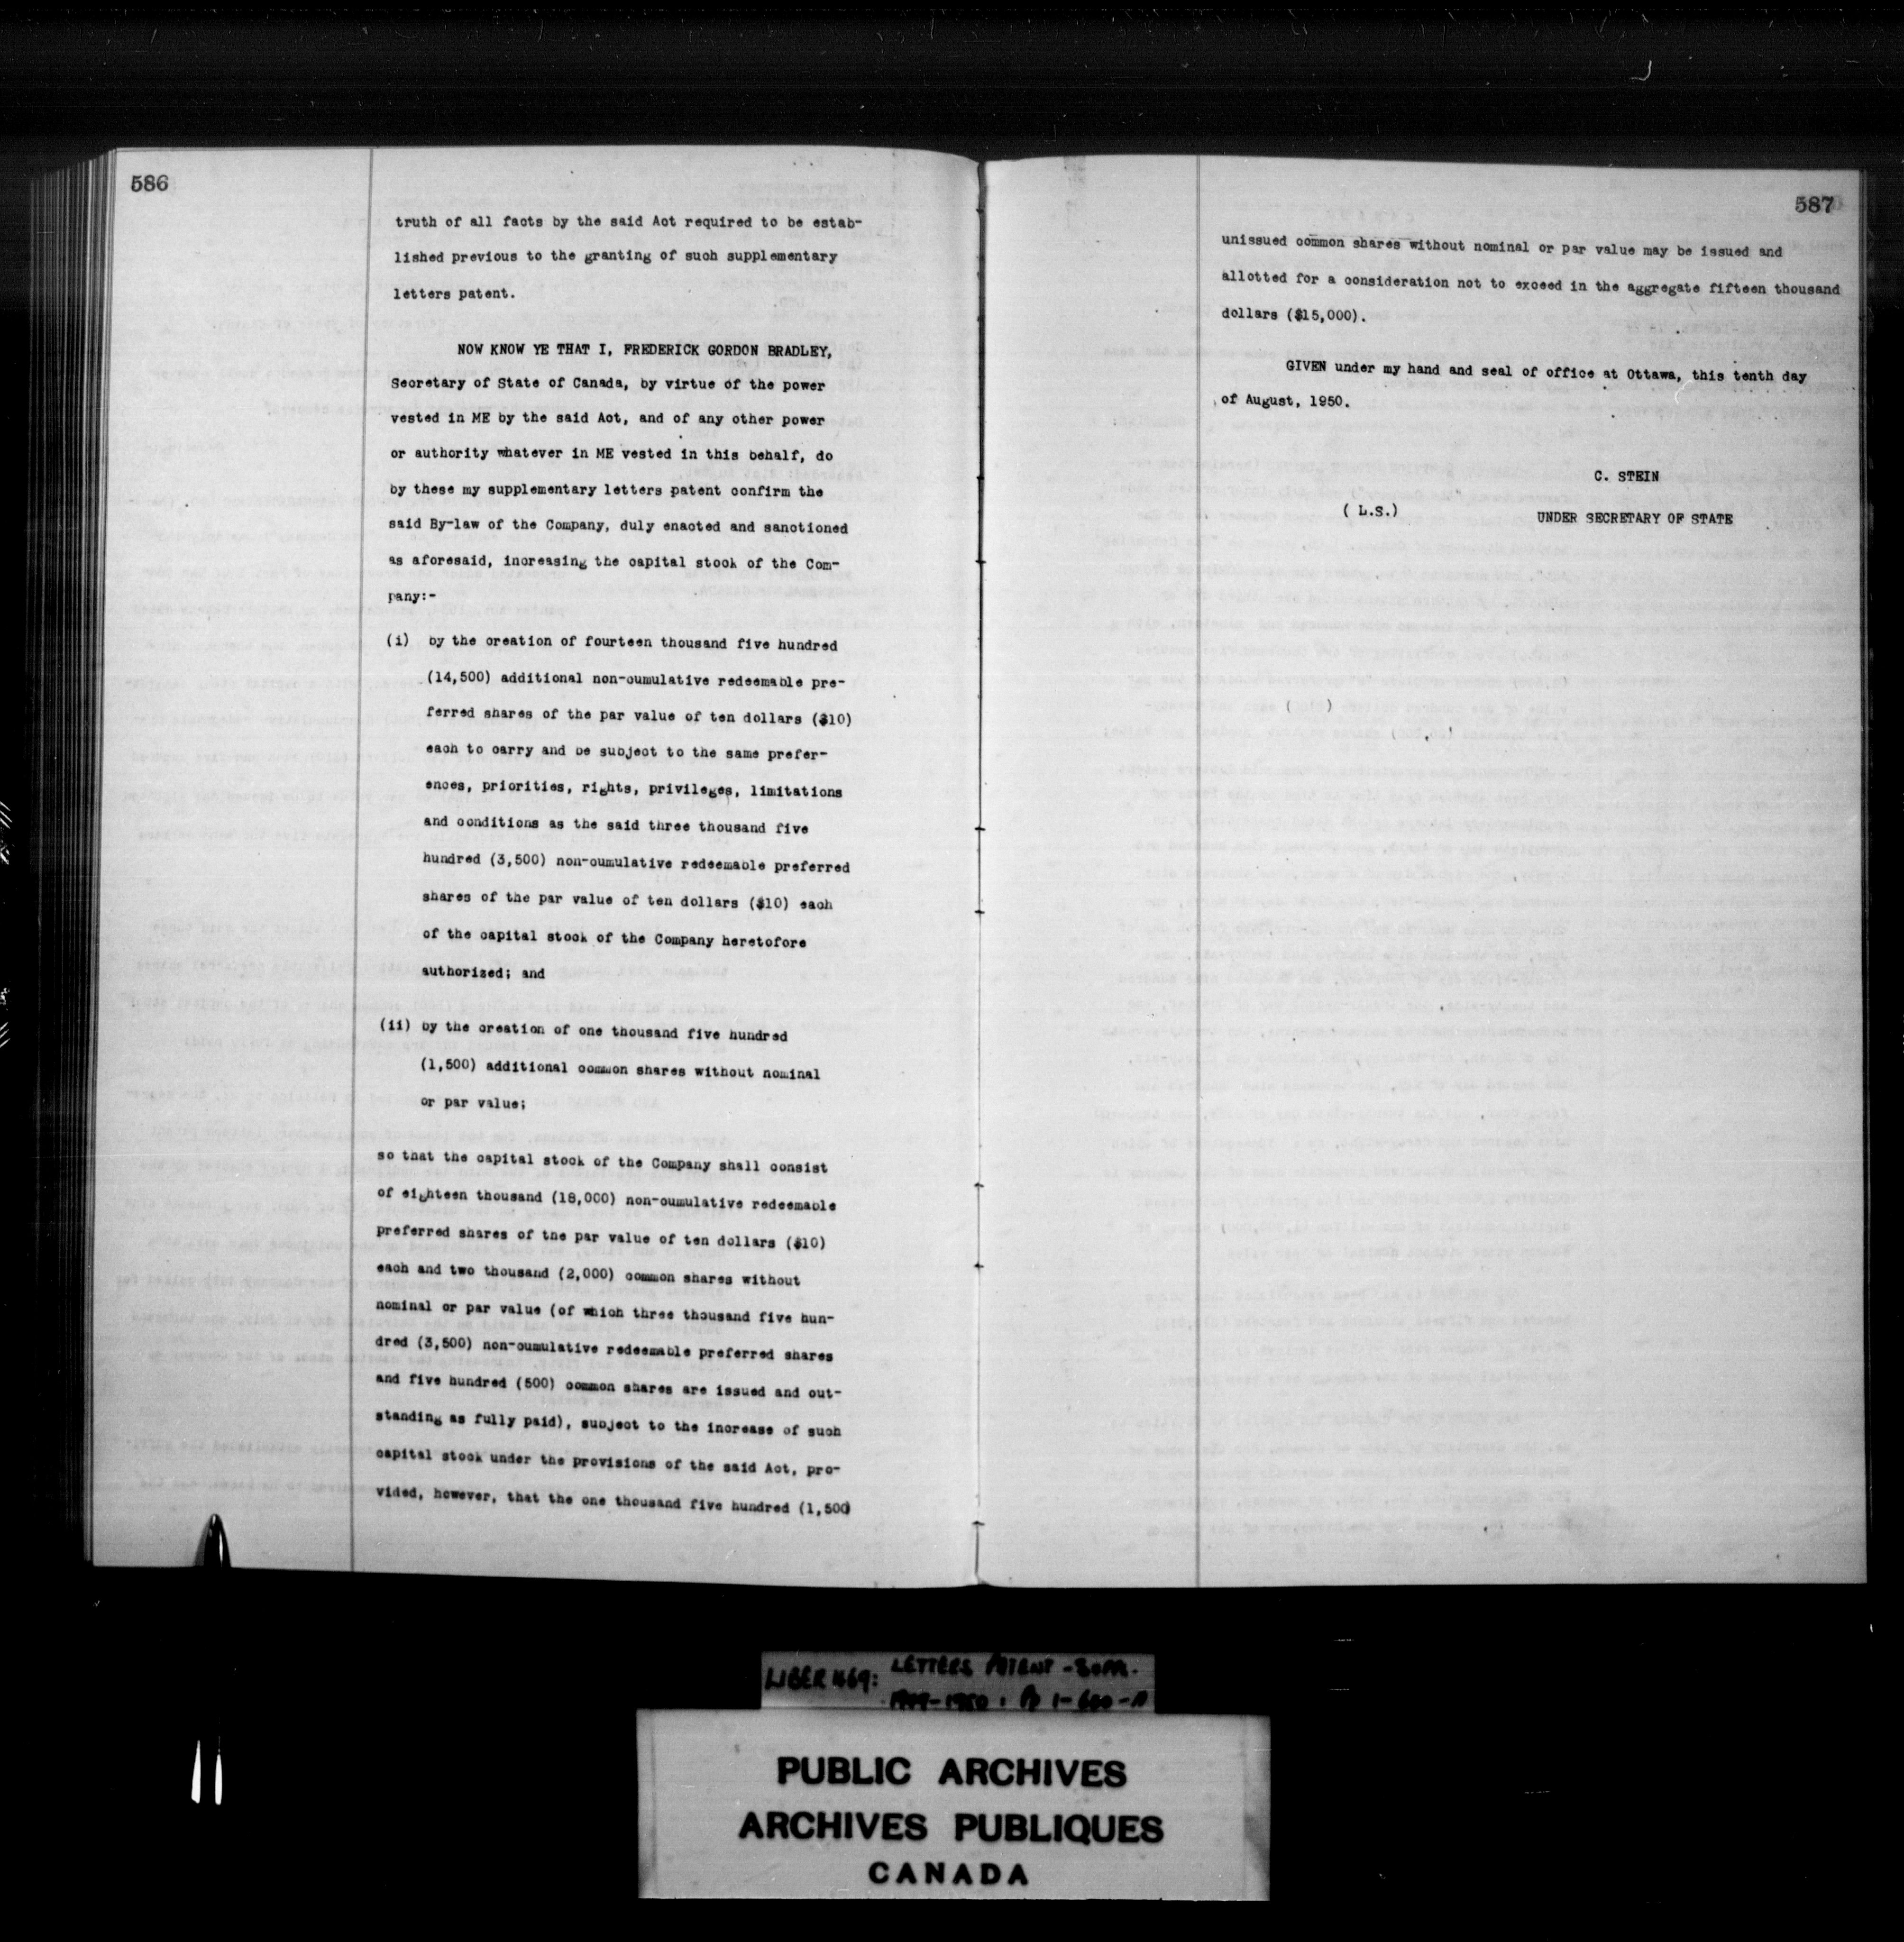 586
truth of all facts by the said Act required to be estab-
lished previous to the granting of such supplementary
letters patent.
NOW KNOW YE THAT I, FREDERICK GORDON BRADLEY,
Secretary of State of Canada, by virtue of the power
vested in ME by the said Act, and of any other power
or authority whatever in ME vested in this behalf, do
by these my supplementary letters patent confirm the
said By-law of the Company, duly enacted and sanctioned
as aforesaid, increasing the capital stock of the Com-
pany:-
(i) by the creation of fourteen thousand five hundred
(14,500) additional non-cumulative redeemable pre-
ferred shares of the par value of ten dollars ($10)
each to carry and be subject to the same prefer-
ences, priorities, rights, privileges, limitations
and conditions as the said three thousand five
hundred (3,500) non-cumulative redeemable preferred
shares of the par value of ten dollars ($10) each
of the capital stock of the Company heretofore
authorized; and
(ii) by the creation of one thousand five hundred
(1,500) additional common shares without nominal
or par value;
so that the capital stock of the Company shall consist
of eighteen thousand (18,000) non-cumulative redeemable
preferred shares of the par value of ten dollars ($10)
each and two thousand (2,000) common shares without
nominal or par value (of which three thousand five hun-
dred (3,500) non-cumulative redeemable preferred shares
and five hundred (500) common shares are issued and out-
standing as fully paid), subject to the increase of such
capital stock under the provisions of the said Act, pro-
vided, however, that the one thousand five hundred (1,500)
587
unissued common shares without nominal or par value may be issued and
allotted for a consideration not to exceed in the aggregate fifteen thousand
dollars ($15,000).
GIVEN under my hand and seal of office at Ottawa, this tenth day
of August, 1950.
C. STEIN
(L.S.)
UNDER SECRETARY OF STATE
LIBER 469: LETTERS PATENT -
1949-1950
PUBLIC ARCHIVES
ARCHIVES PUBLIQUES
CANADA